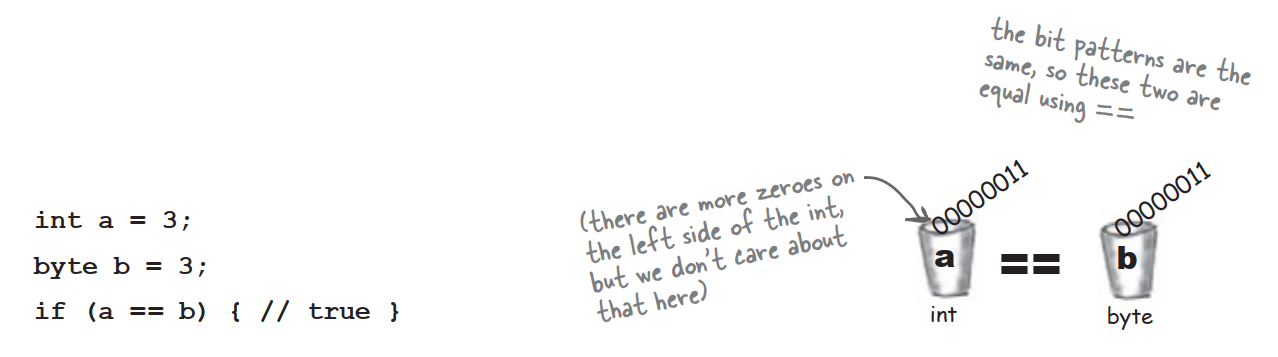 the bit patterns are the
same, so these two are
equal using ==
(there are more zeroes on
the left side of the int,
but we don't care about
that here)
int a = 3;
byte b = 3;
if (a == b) { // true }
00000011
a
int
==
00000011
b
byte